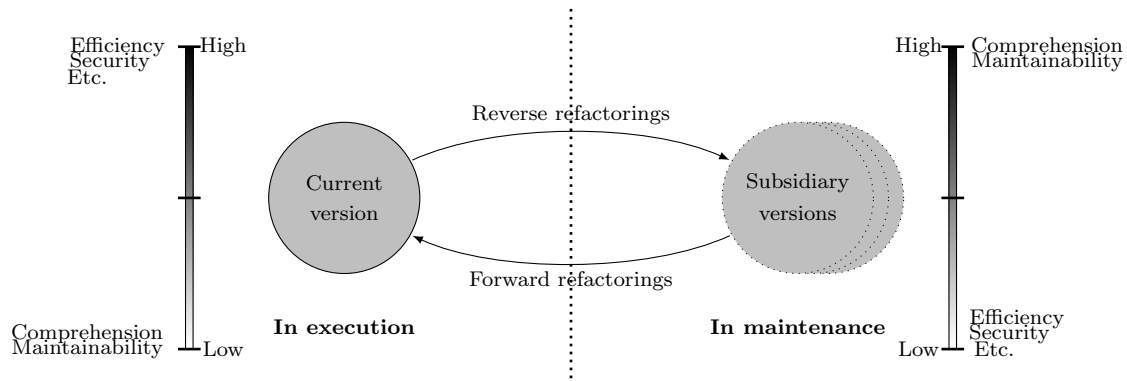 Efficiency
Security
Etc.
High
Comprehension
Maintainability
Low
Current
version
In execution
Reverse refactorings
Forward refactorings
Subsidiary
versions
In maintenance
High
Comprehension
Maintainability
Low
Efficiency
Security
Etc.